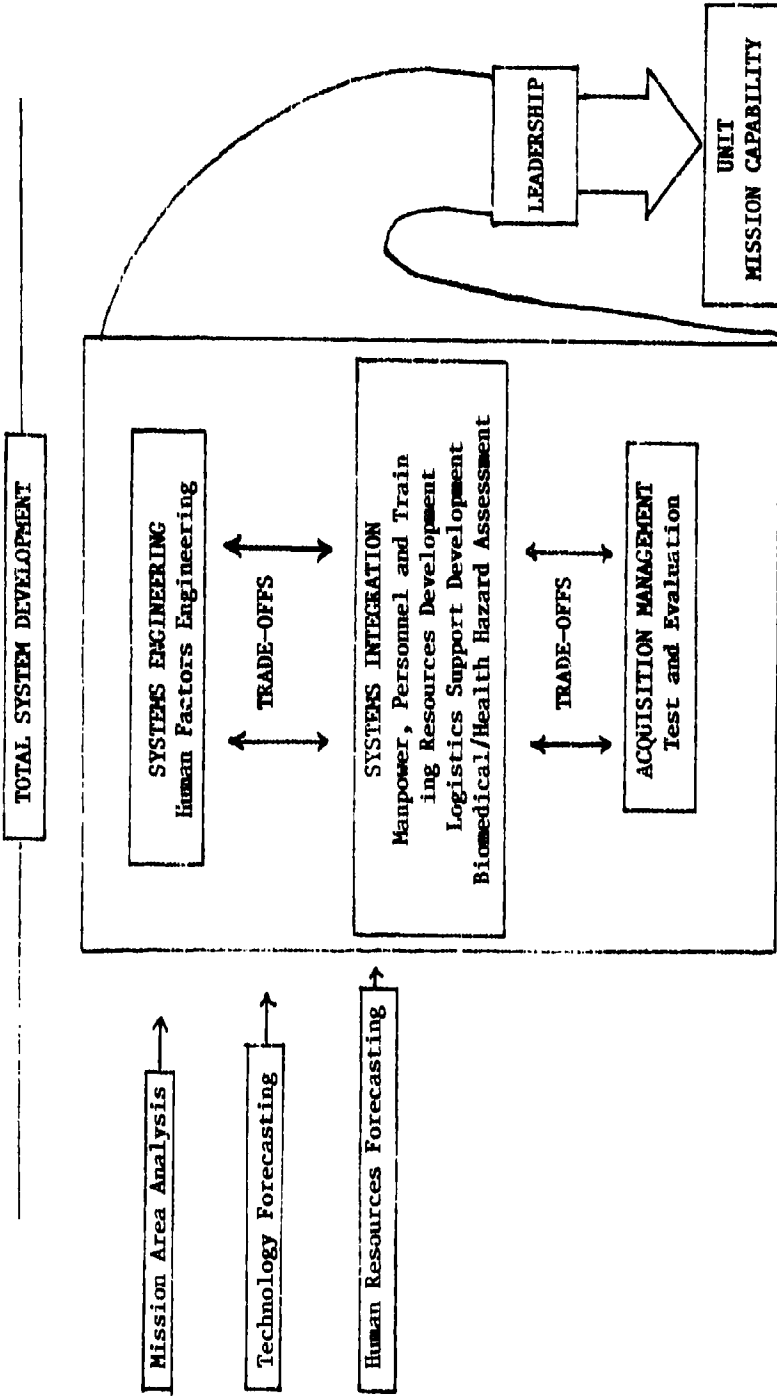 TOTAL SYSTEM DEVELOPMENT
Mission Area Analysis
Technology Forecasting
Human Resources Forecasting
SYSTEMS ENGINEERING
Human Factors Engineering
TRADE-OFFS
SYSTEMS INTEGRATION
Manpower, Personnel and Train
ing Resources Development
Logistics Support Development
Biomedical/Health Hazard Assessment
TRADE-OFFS
ACQUISITION MANAGEMENT
Test and Evaluation
LEADERSHIP
UNIT
MISSION CAPABILITY